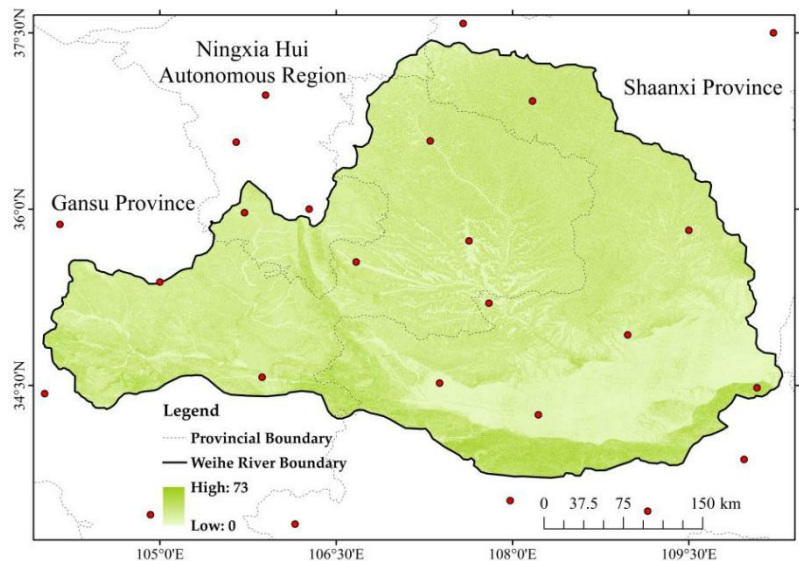 37°30'N
Ningxia Hui
Autonomous Region
Shaanxi Province
Gansu Province
36°0'N
34°30'N
Legend
Provincial Boundary
Weihe River Boundary
High: 73
Low: 0
0 37.5 75 150 km
105°0'E 106°30'E 108°0'E 109°30'E